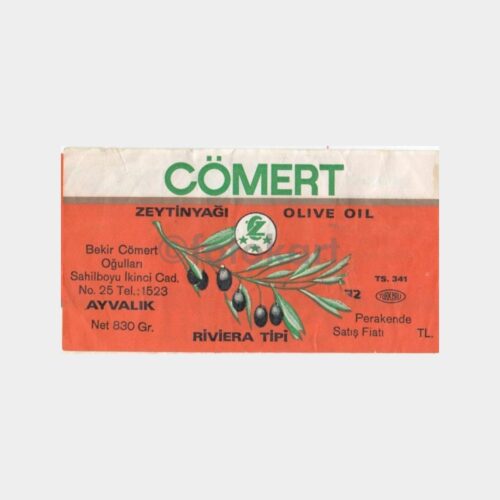 CÖMERT
ZEYTİNYAĞI OLIVE OIL
Bekir Cömert
Oğulları
Sahilboyu İkinci Cad.
No. 25 Tel.: 1523
AYVALIK
Net 830 Gr.
RİVİERA TİPİ
TS. 341
Perakende
Satış Fiatı TL.